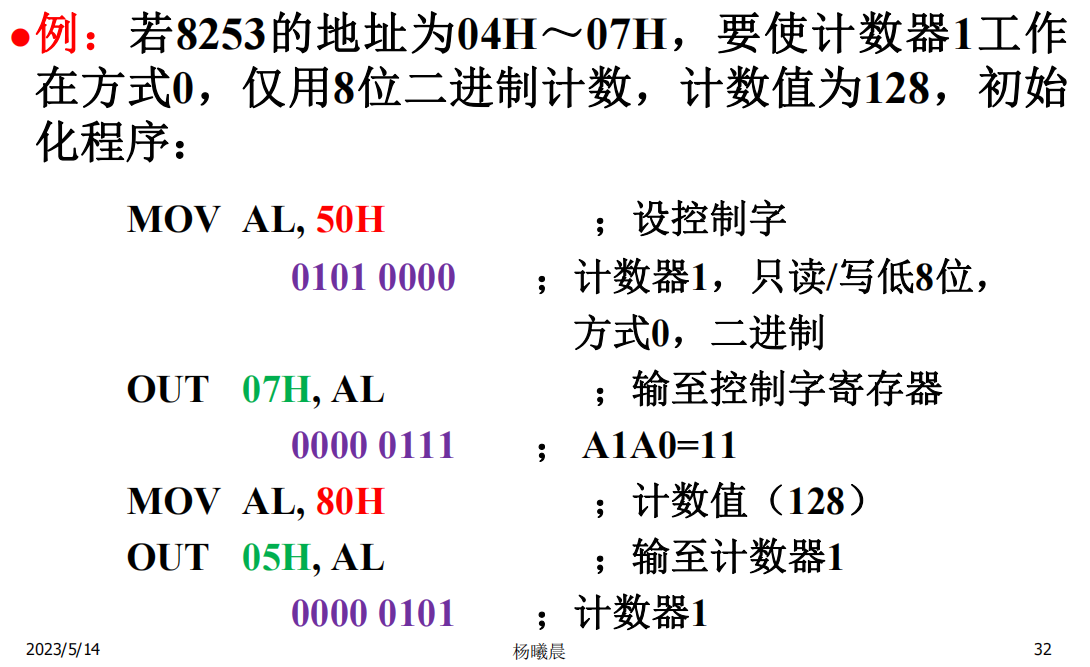 ●例：若8253的地址为04H～07H，要使计数器1工作
在方式0，仅用8位二进制计数，计数值为128，初始
化程序：
MOV AL, 50H ；设控制字
0101 0000 ；计数器1，只读/写低8位，
方式0，二进制
OUT 07H, AL ；输至控制字寄存器
0000 0111 ； A1A0=11
MOV AL, 80H ；计数值（128）
OUT 05H, AL ；输至计数器1
0000 0101 ；计数器1
2023/5/14 杨曦晨 32